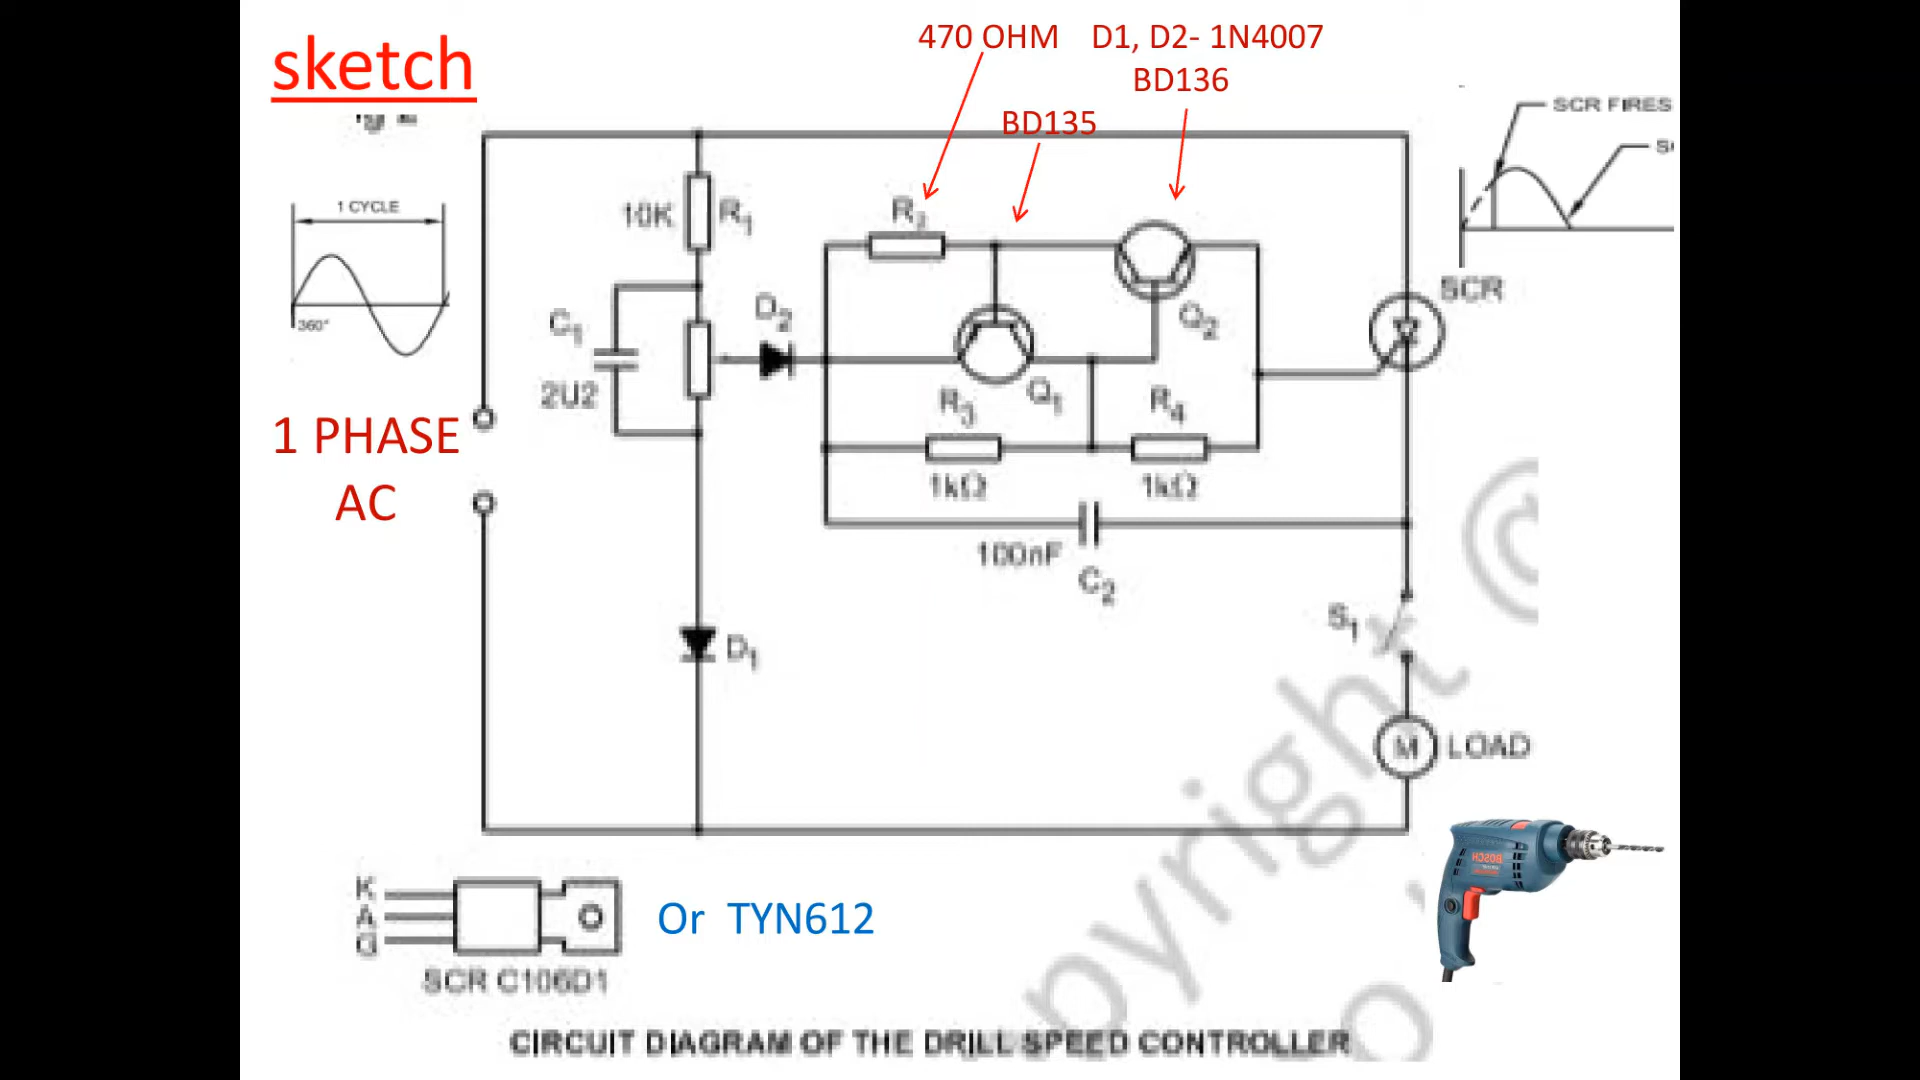 sketch
470 OHM D1, D2- 1N4007
BD136
BD135
SCR FIRES
1 CYCLE
360°
10K R1
R2
SCR
C1
2U2
D2
Q2
Q1
R3
R4
1kΩ
1kΩ
1 PHASE
AC
100nF
C2
S1
D1
M LOAD
K
A
G
Or TYN612
SCR C106D1
BOSCH
CIRCUIT DIAGRAM OF THE DRILL SPEED CONTROLLER